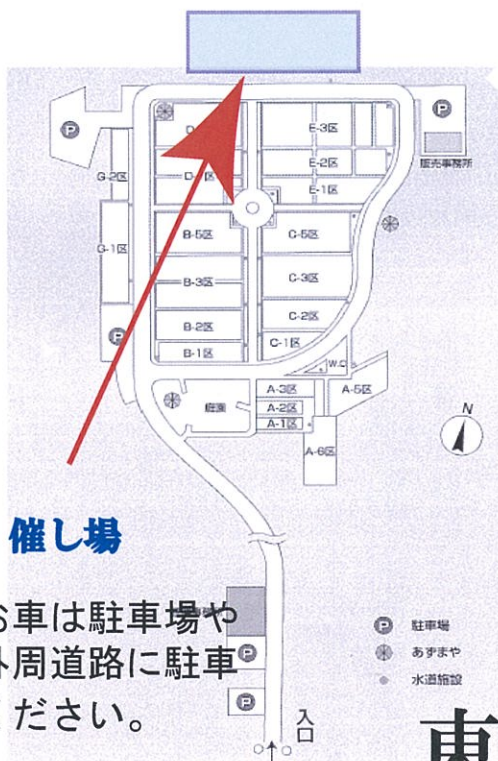 P
P
D
E-3区
販売事務所
E-2区
G-2区
E-1区
B-5区
C-5区
G-1区
B-3区
C-3区
C-2区
B-2区
P
C-1区
B-1区
W.C
A-3区
A-5区
庭園
A-2区
A-1区
N
A-6区
催し場
お車は駐車場や
外周道路に駐車
ください。
P
P
P 駐車場
あずまや
水道施設
入口
東